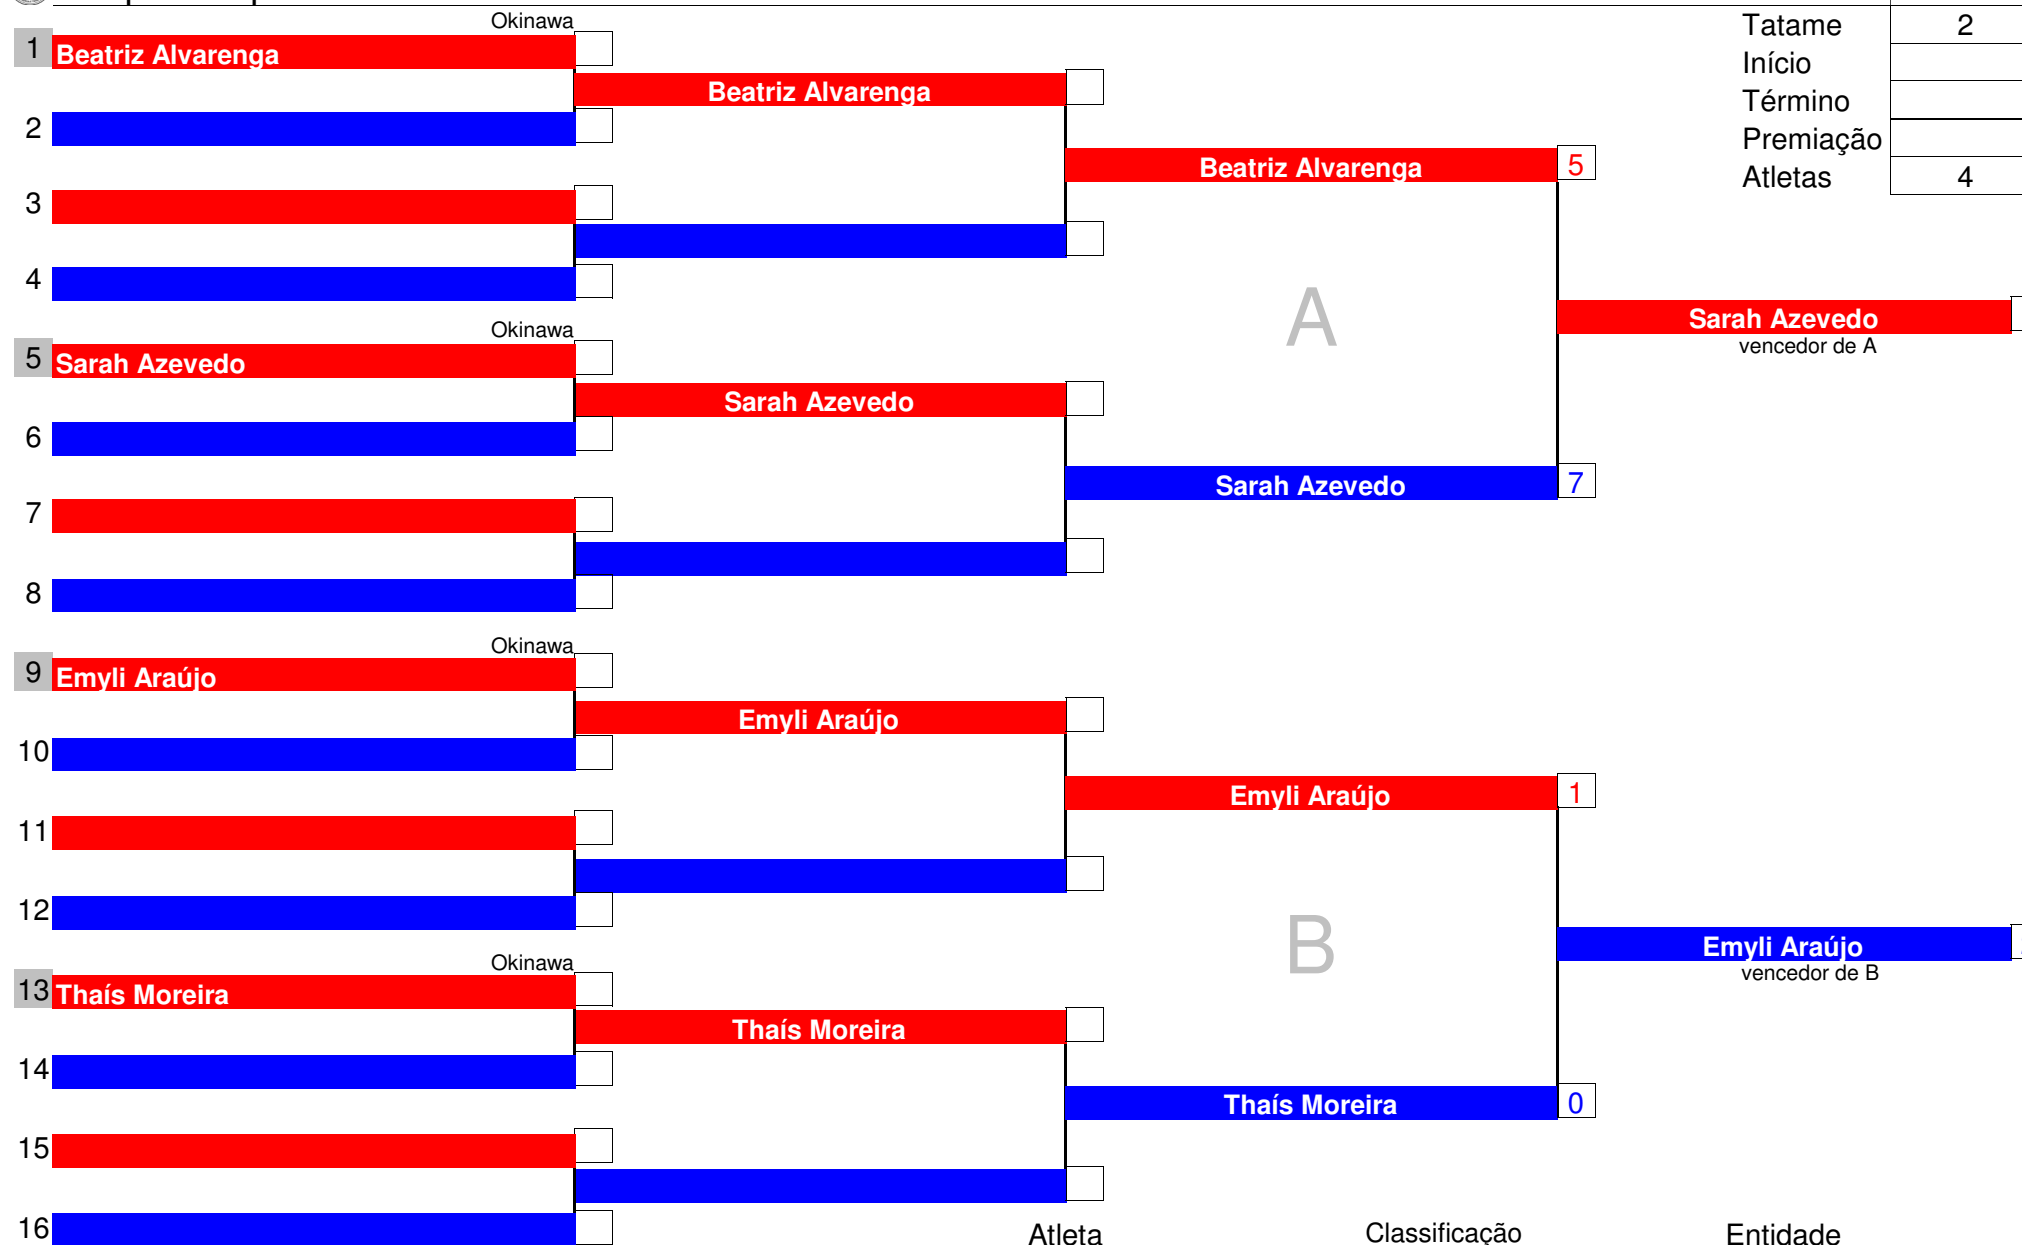 Okinawa
Tatame 2
1 Beatriz Alvarenga
Início
Beatriz Alvarenga
Término
2
Premiação
Beatriz Alvarenga 5
Atletas 4
3
4
A
Sarah Azevedo
vencedor de A
Okinawa
5 Sarah Azevedo
Sarah Azevedo
6
Sarah Azevedo 7
7
8
Okinawa
9 Emyli Araújo
Emyli Araújo
10
Emyli Araújo 1
11
12
B
Emyli Araújo
vencedor de B
Okinawa
13 Thaís Moreira
Thaís Moreira
14
Thaís Moreira 0
15
16
Atleta Classificação Entidade